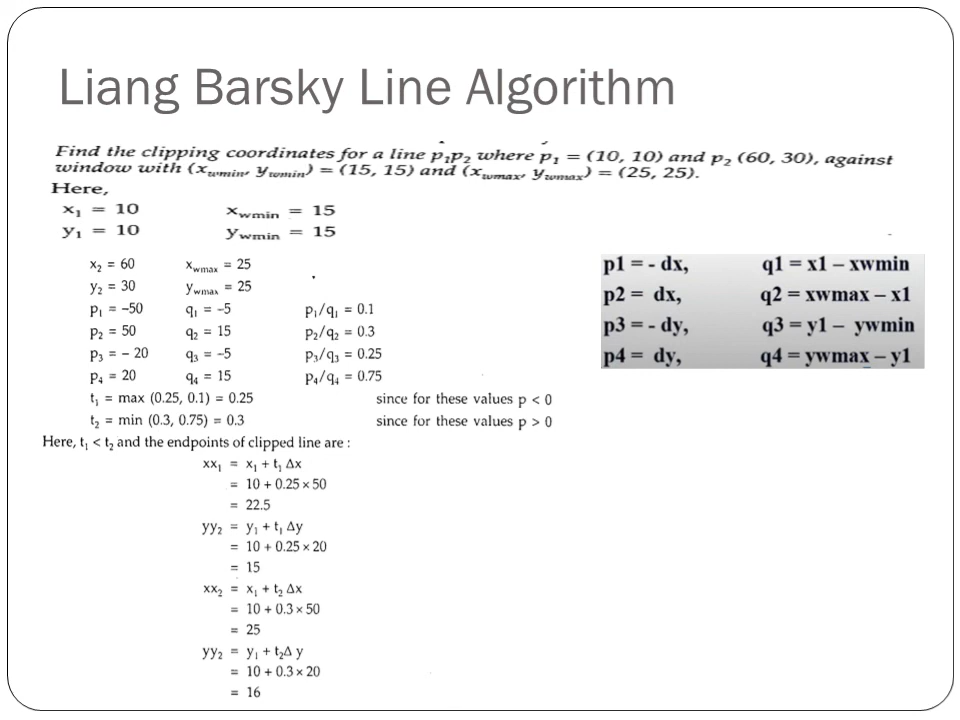 Liang Barsky Line Algorithm
Find the clipping coordinates for a line p₁p₂ where p₁ = (10, 10) and p₂ (60, 30), against
window with (x_wmin, y_wmin) = (15, 15) and (x_wmax, y_wmax) = (25, 25).
Here,
x₁ = 10 x_wmin = 15
y₁ = 10 y_wmin = 15
x₂ = 60 x_wmax = 25
y₂ = 30 y_wmax = 25
p₁ = –50 q₁ = –5 p₁/q₁ = 0.1
p₂ = 50 q₂ = 15 p₂/q₂ = 0.3
p₃ = – 20 q₃ = –5 p₃/q₃ = 0.25
p₄ = 20 q₄ = 15 p₄/q₄ = 0.75
p1 = - dx, q1 = x1 – xwmin
p2 = dx, q2 = xwmax – x1
p3 = - dy, q3 = y1 – ywmin
p4 = dy, q4 = ywmax – y1
t₁ = max (0.25, 0.1) = 0.25 since for these values p < 0
t₂ = min (0.3, 0.75) = 0.3 since for these values p > 0
Here, t₁ < t₂ and the endpoints of clipped line are :
xx₁ = x₁ + t₁ Δx
= 10 + 0.25 × 50
= 22.5
yy₂ = y₁ + t₁ Δy
= 10 + 0.25 × 20
= 15
xx₂ = x₁ + t₂ Δx
= 10 + 0.3 × 50
= 25
yy₂ = y₁ + t₂Δ y
= 10 + 0.3 × 20
= 16